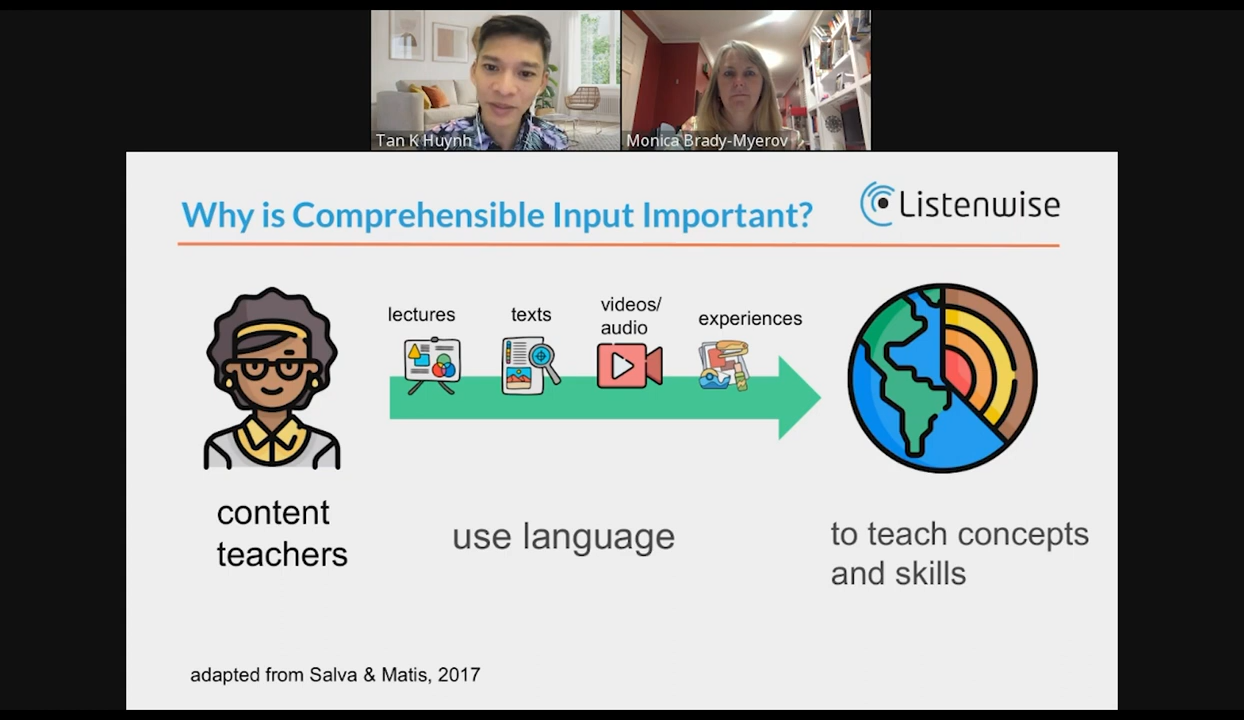 Tan K Huynh
Monica Brady-Myerov
Why is Comprehensible Input Important?
Listenwise
lectures
texts
videos/
audio
experiences
content
teachers
use language
to teach concepts
and skills
adapted from Salva & Matis, 2017